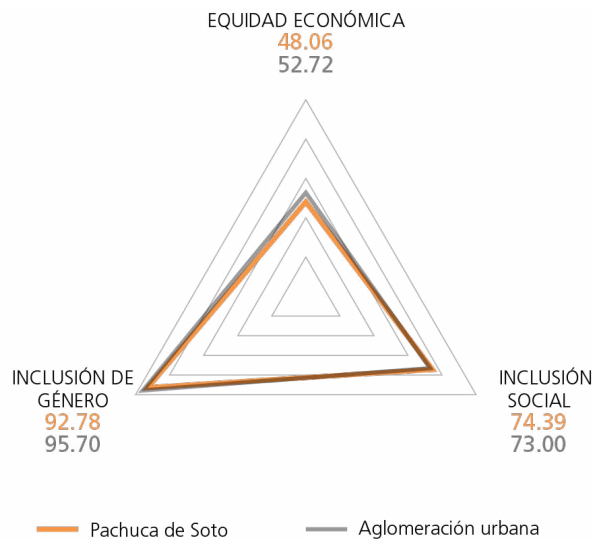 EQUIDAD ECONÓMICA
48.06
52.72
INCLUSIÓN DE
GÉNERO
92.78
95.70
INCLUSIÓN
SOCIAL
74.39
73.00
Pachuca de Soto
Aglomeración urbana